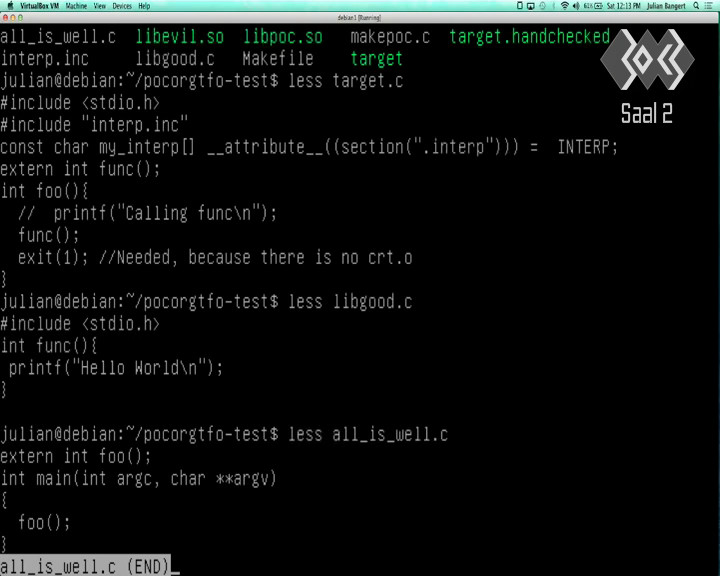 VirtualBox VM Machine View Devices Help 61% Sat 12:13 PM Julian Bangert
debian1 [Running]
all_is_well.c libevil.so libpoc.so makepoc.c target.handchecked
interp.inc libgood.c Makefile target
julian@debian:~/pocorgtfo-test$ less target.c
#include <stdio.h>
#include "interp.inc"
const char my_interp[] __attribute__((section(".interp"))) = INTERP;
extern int func();
int foo(){
// printf("Calling func\n");
func();
exit(1); //Needed, because there is no crt.o
}
julian@debian:~/pocorgtfo-test$ less libgood.c
#include <stdio.h>
int func(){
printf("Hello World\n");
}
julian@debian:~/pocorgtfo-test$ less all_is_well.c
extern int foo();
int main(int argc, char **argv)
{
foo();
}
all_is_well.c (END)
Saal 2